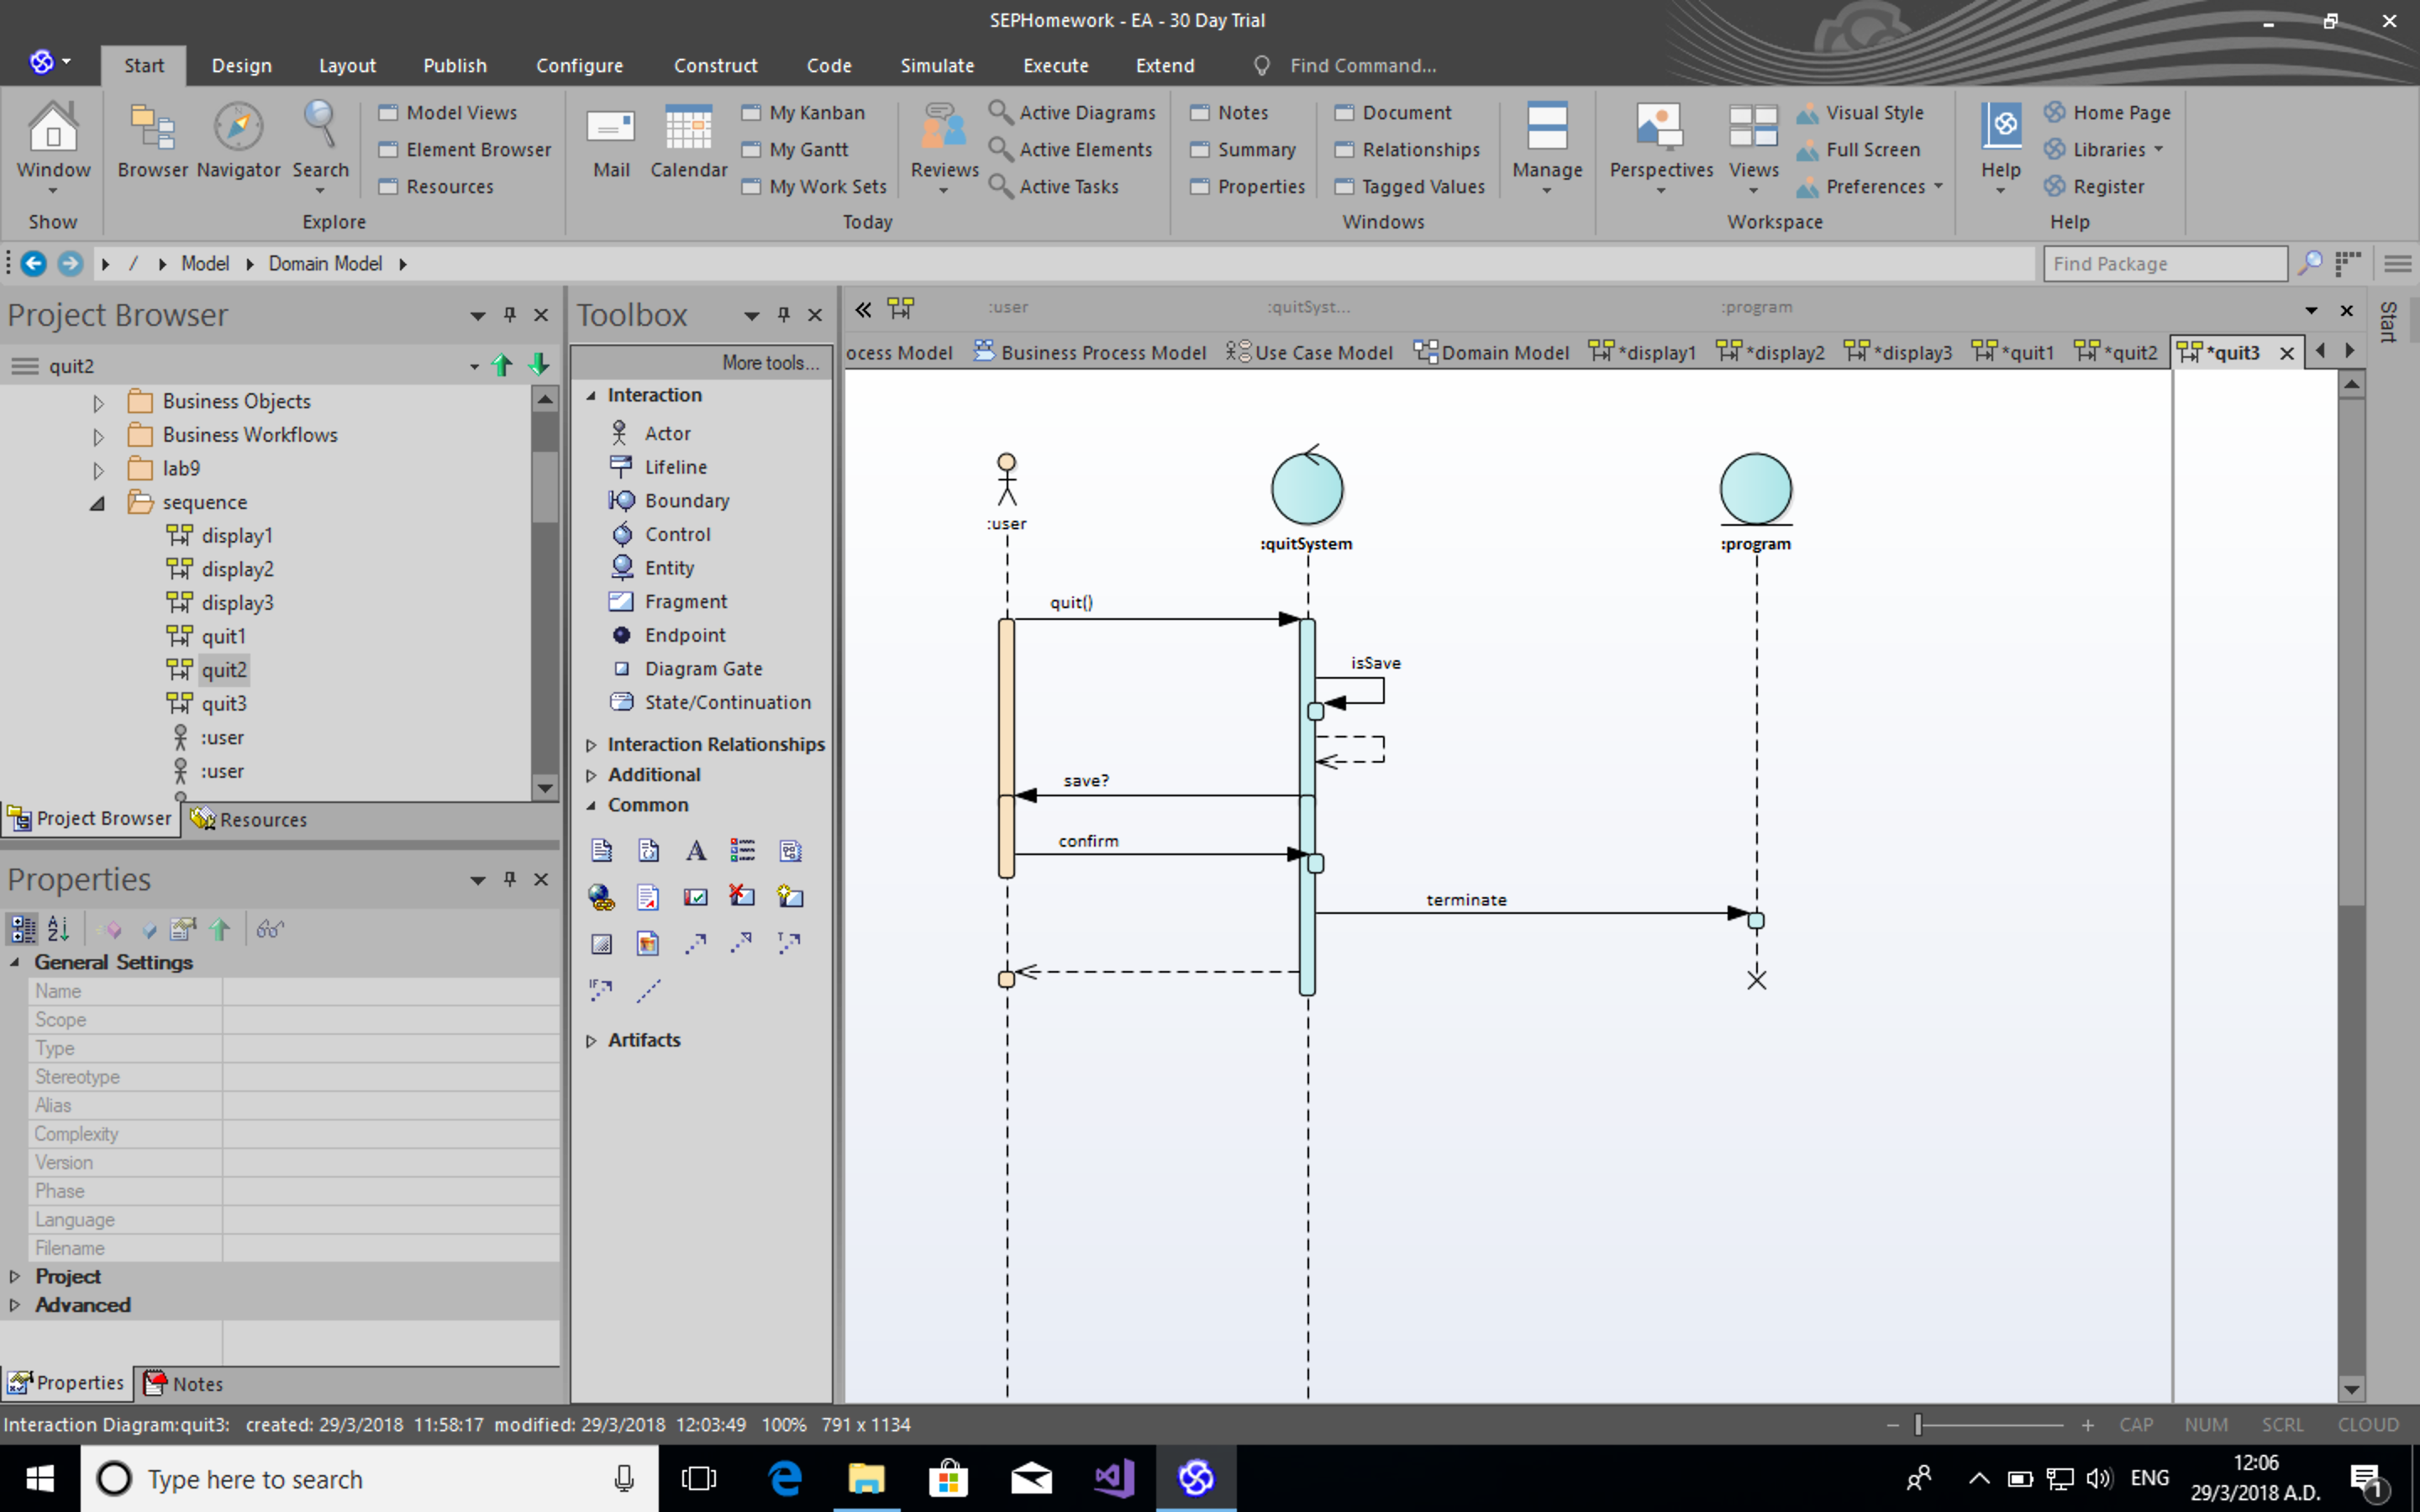 SEPHomework - EA - 30 Day Trial
Start Design Layout Publish Configure Construct Code Simulate Execute Extend Find Command...
Window
Show
Browser Navigator Search
Model Views
Element Browser
Resources
Explore
Mail Calendar
My Kanban
My Gantt
My Work Sets
Reviews
Active Diagrams
Active Elements
Active Tasks
Today
Notes
Summary
Properties
Document
Relationships
Tagged Values
Manage
Windows
Perspectives Views
Visual Style
Full Screen
Preferences
Workspace
Help
Home Page
Libraries
Register
Help
/ Model Domain Model
Find Package
Project Browser
quit2
Business Objects
Business Workflows
lab9
sequence
display1
display2
display3
quit1
quit2
quit3
:user
:user
Project Browser Resources
Properties
General Settings
Name
Scope
Type
Stereotype
Alias
Complexity
Version
Phase
Language
Filename
Project
Advanced
Properties Notes
Toolbox
More tools...
Interaction
Actor
Lifeline
Boundary
Control
Entity
Fragment
Endpoint
Diagram Gate
State/Continuation
Interaction Relationships
Additional
Common
Artifacts
:user :quitSyst... :program
ocess Model Business Process Model Use Case Model Domain Model *display1 *display2 *display3 *quit1 *quit2 *quit3
Start
:user
:quitSystem
:program
quit()
isSave
save?
confirm
terminate
Interaction Diagram:quit3: created: 29/3/2018 11:58:17 modified: 29/3/2018 12:03:49 100% 791 x 1134
CAP NUM SCRL CLOUD
Type here to search
ENG
12:06
29/3/2018 A.D.
1